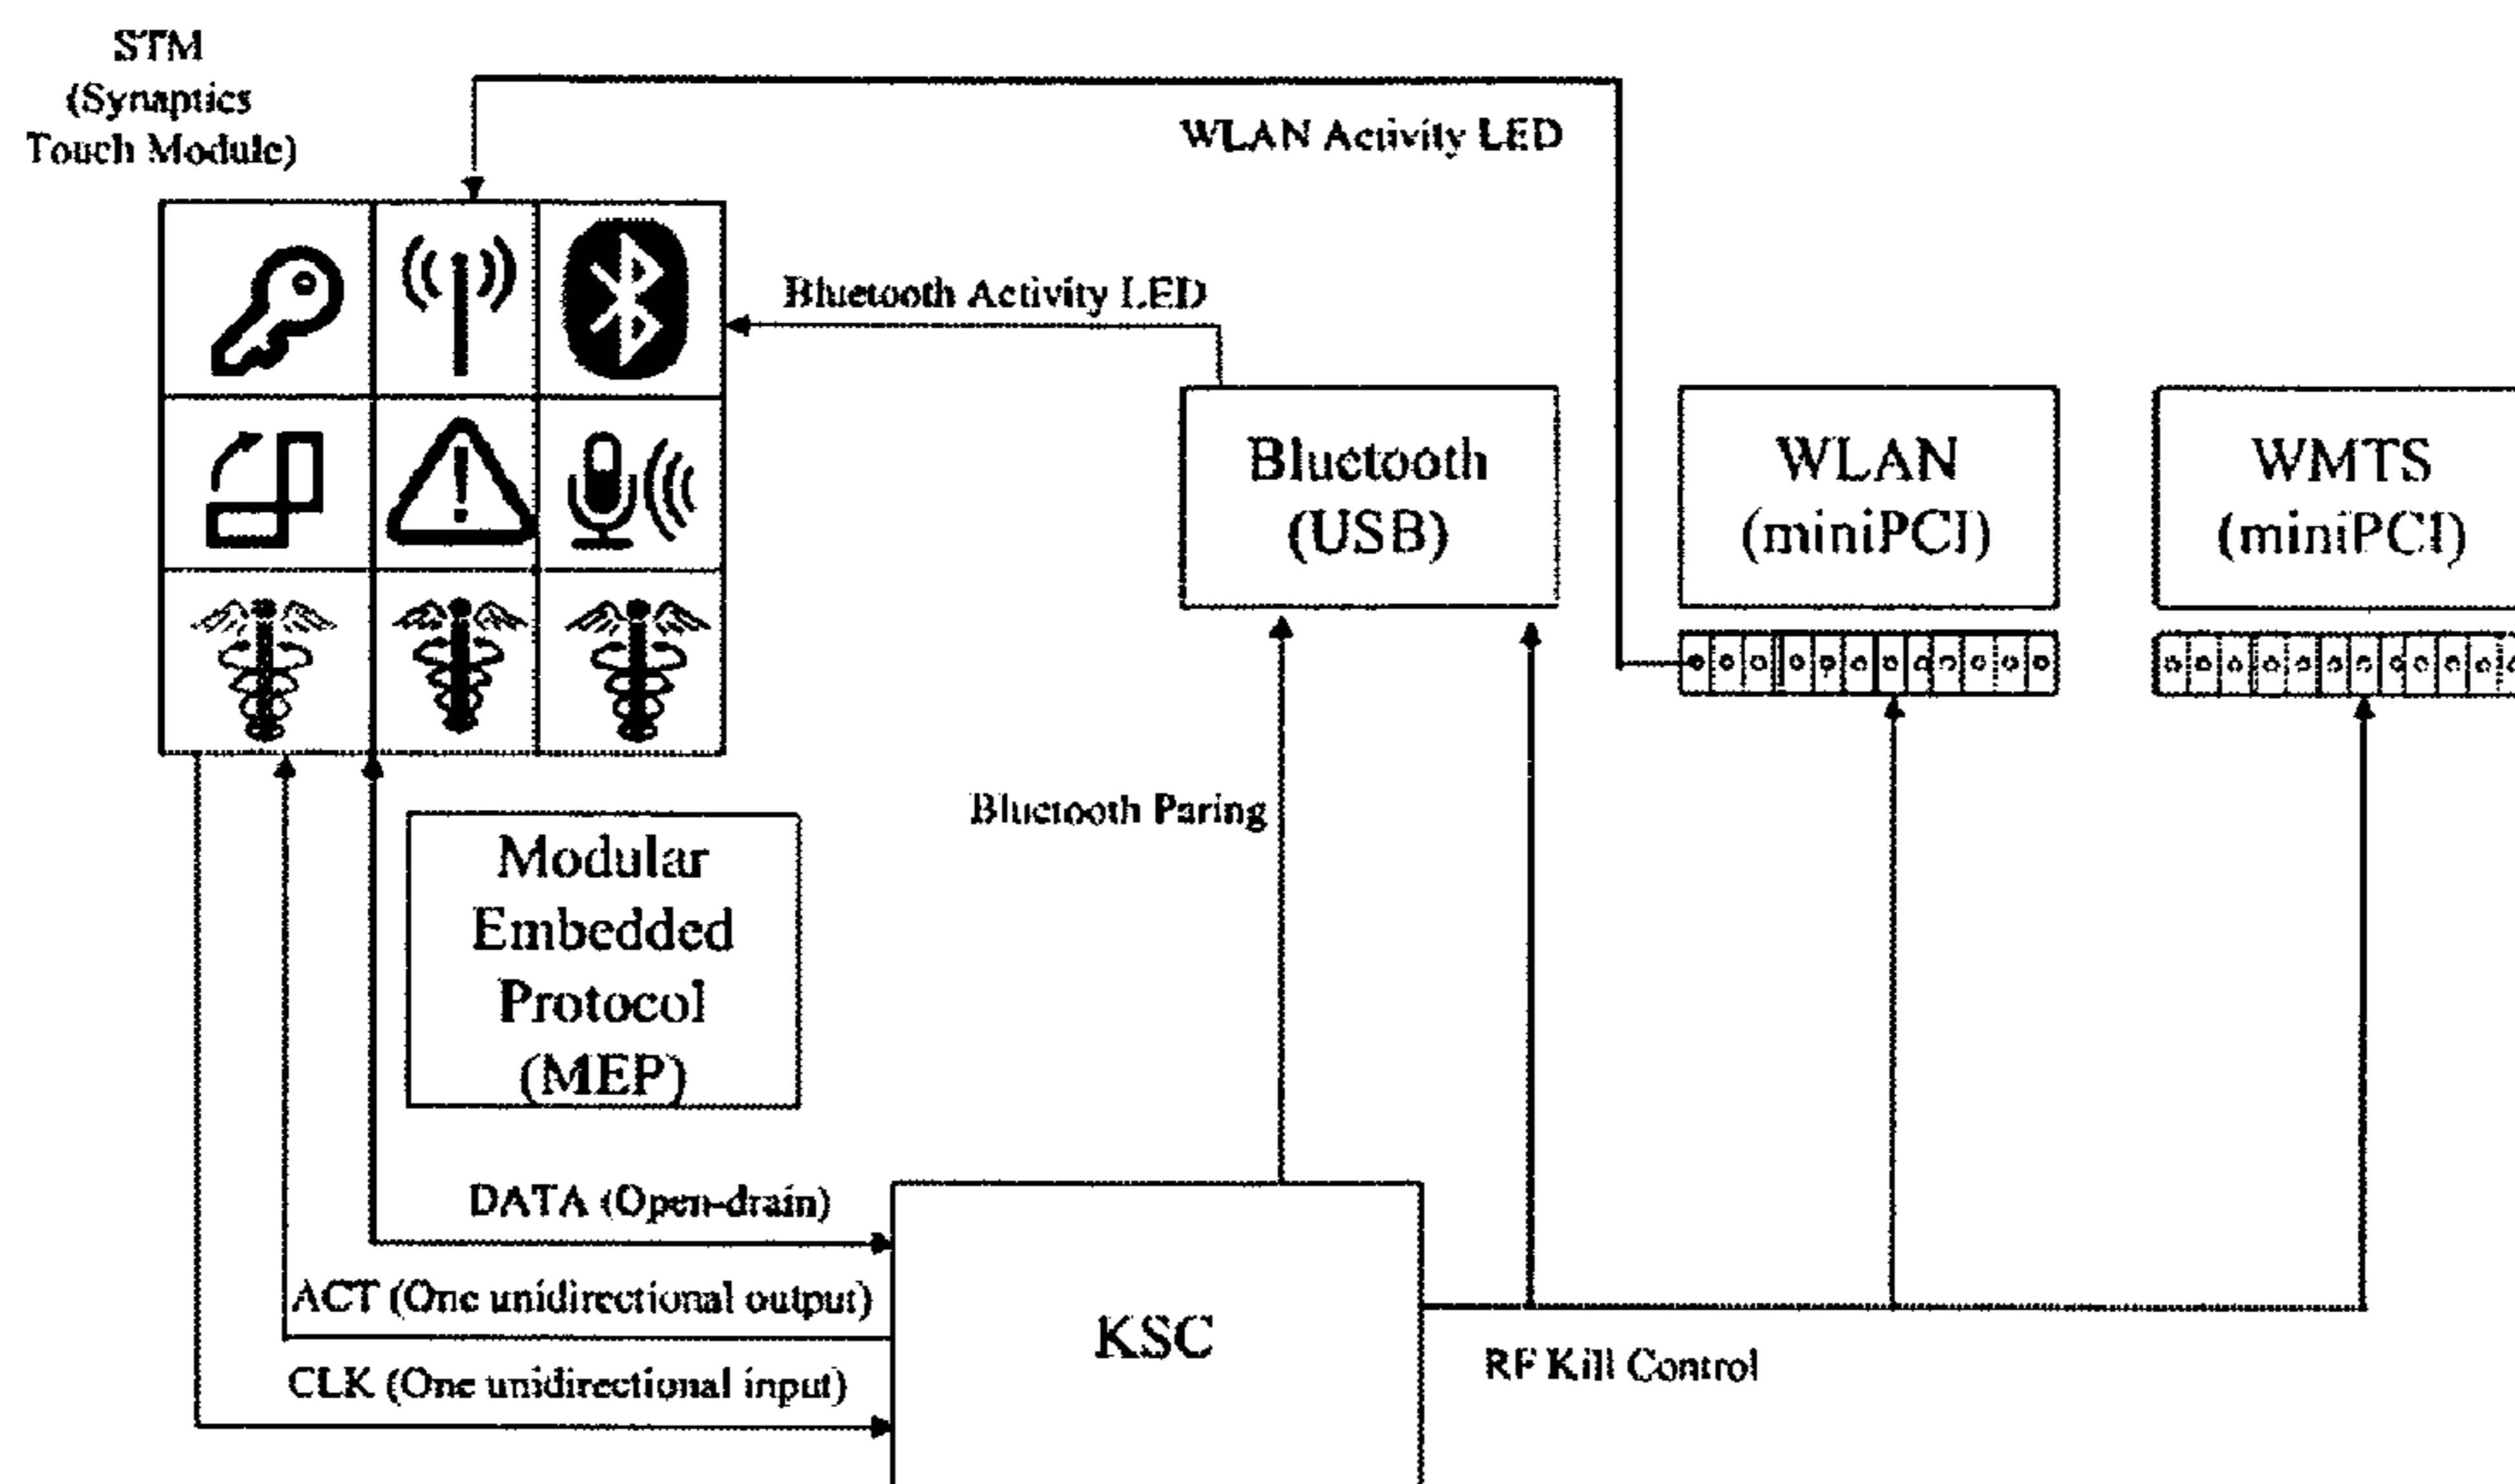 STM
(Synaptics
Touch Module)
WLAN Activity LED
Bluetooth Activity LED
Bluetooth
(USB)
WLAN
(miniPCI)
WMTS
(miniPCI)
Bluetooth Paring
Modular
Embedded
Protocol
(MEP)
DATA (Open-drain)
ACT (One unidirectional output)
CLK (One unidirectional input)
KSC
RF Kill Control